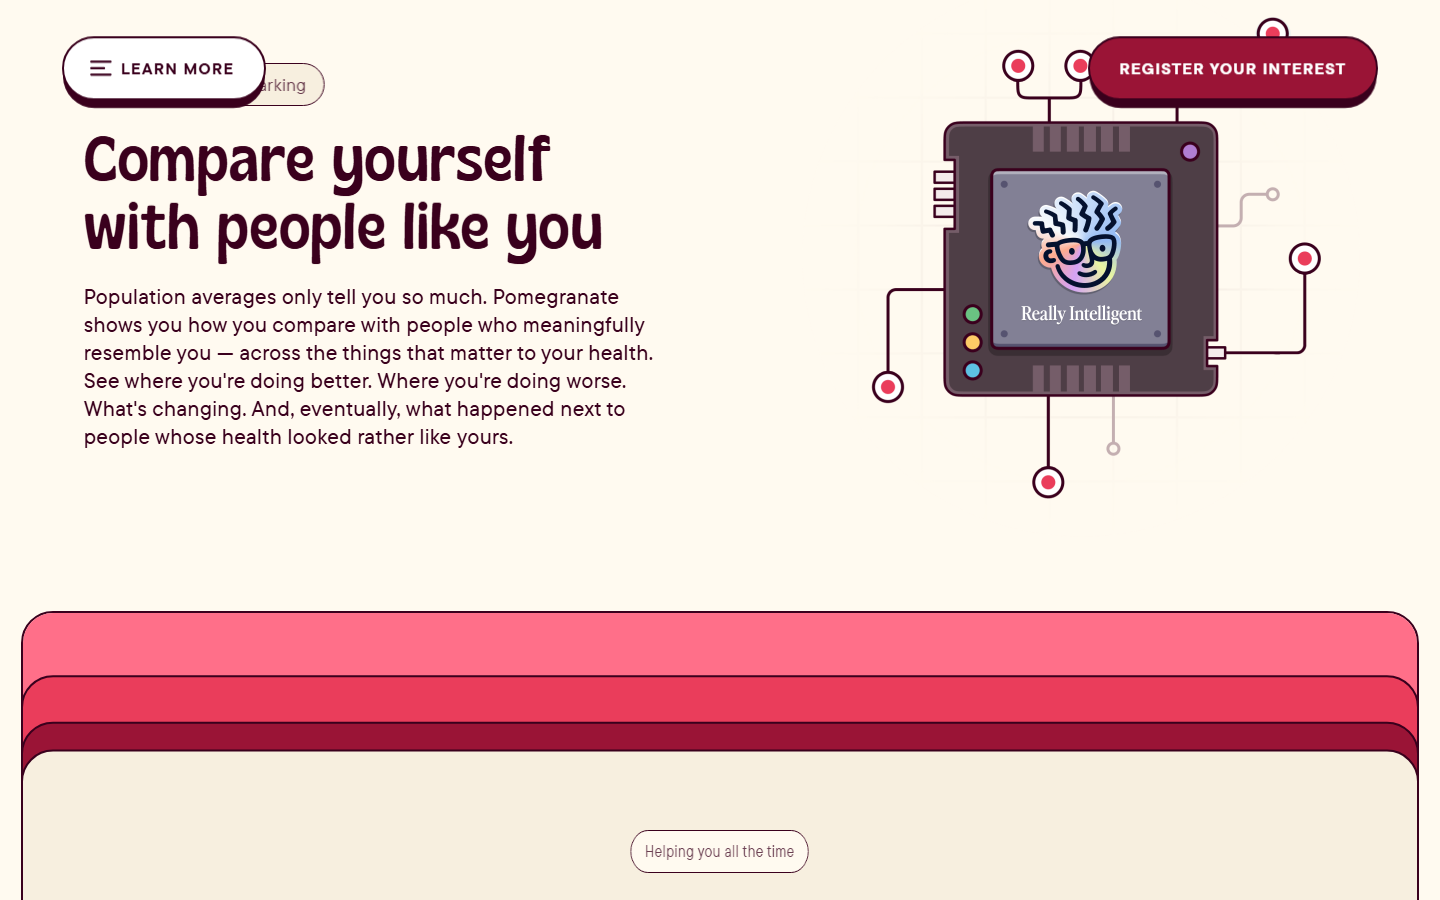 LEARN MORE
REGISTER YOUR INTEREST
Compare yourself
with people like you
Population averages only tell you so much. Pomegranate
shows you how you compare with people who meaningfully
resemble you — across the things that matter to your health.
See where you're doing better. Where you're doing worse.
What's changing. And, eventually, what happened next to
people whose health looked rather like yours.
Really Intelligent
Helping you all the time